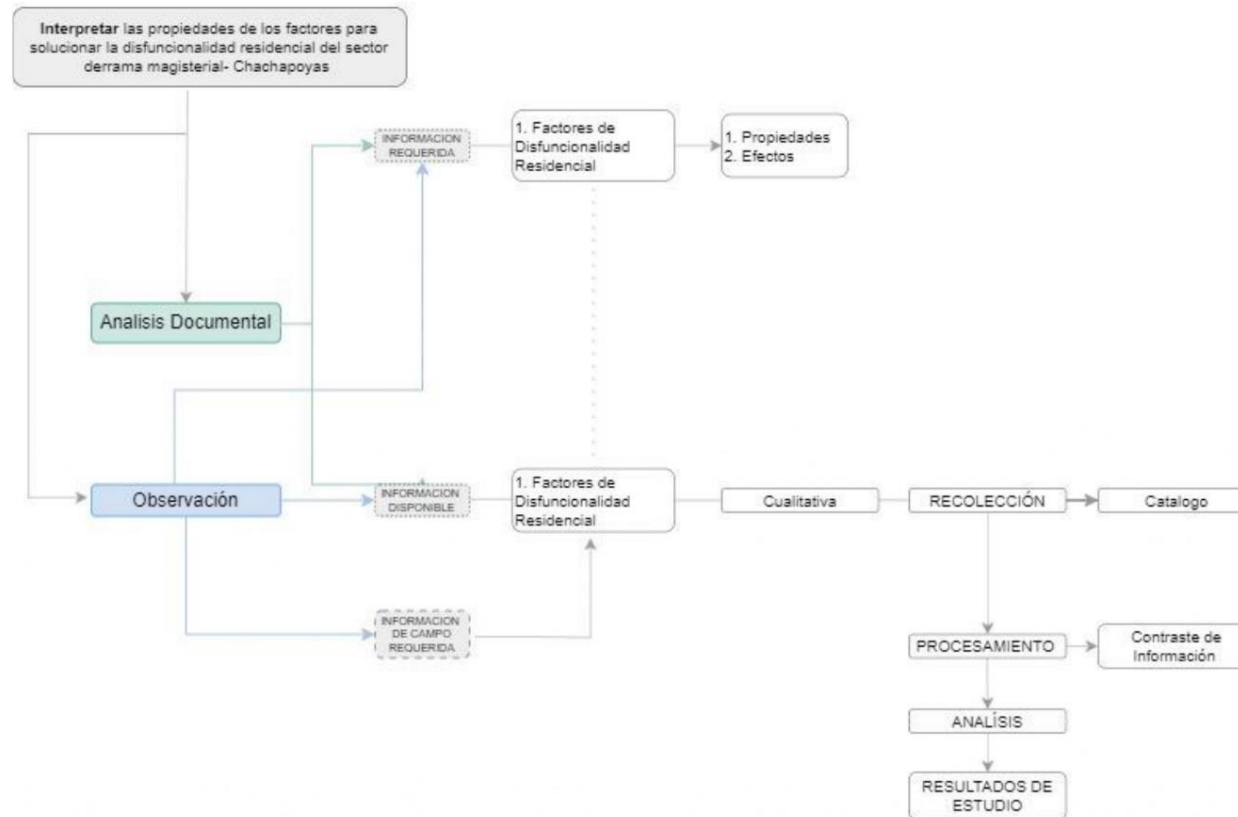 Interpretar las propiedades de los factores para
solucionar la disfuncionalidad residencial del sector
derrama magisterial- Chachapoyas
INFORMACION
REQUERIDA
1. Factores de
Disfuncionalidad
Residencial
1. Propiedades
2. Efectos
Analisis Documental
Observación
INFORMACION
DISPONIBLE
1. Factores de
Disfuncionalidad
Residencial
Cualitativa
RECOLECCIÓN
Catalogo
INFORMACION
DE CAMPO
REQUERIDA
PROCESAMIENTO
Contraste de
Información
ANALÍSIS
RESULTADOS DE
ESTUDIO